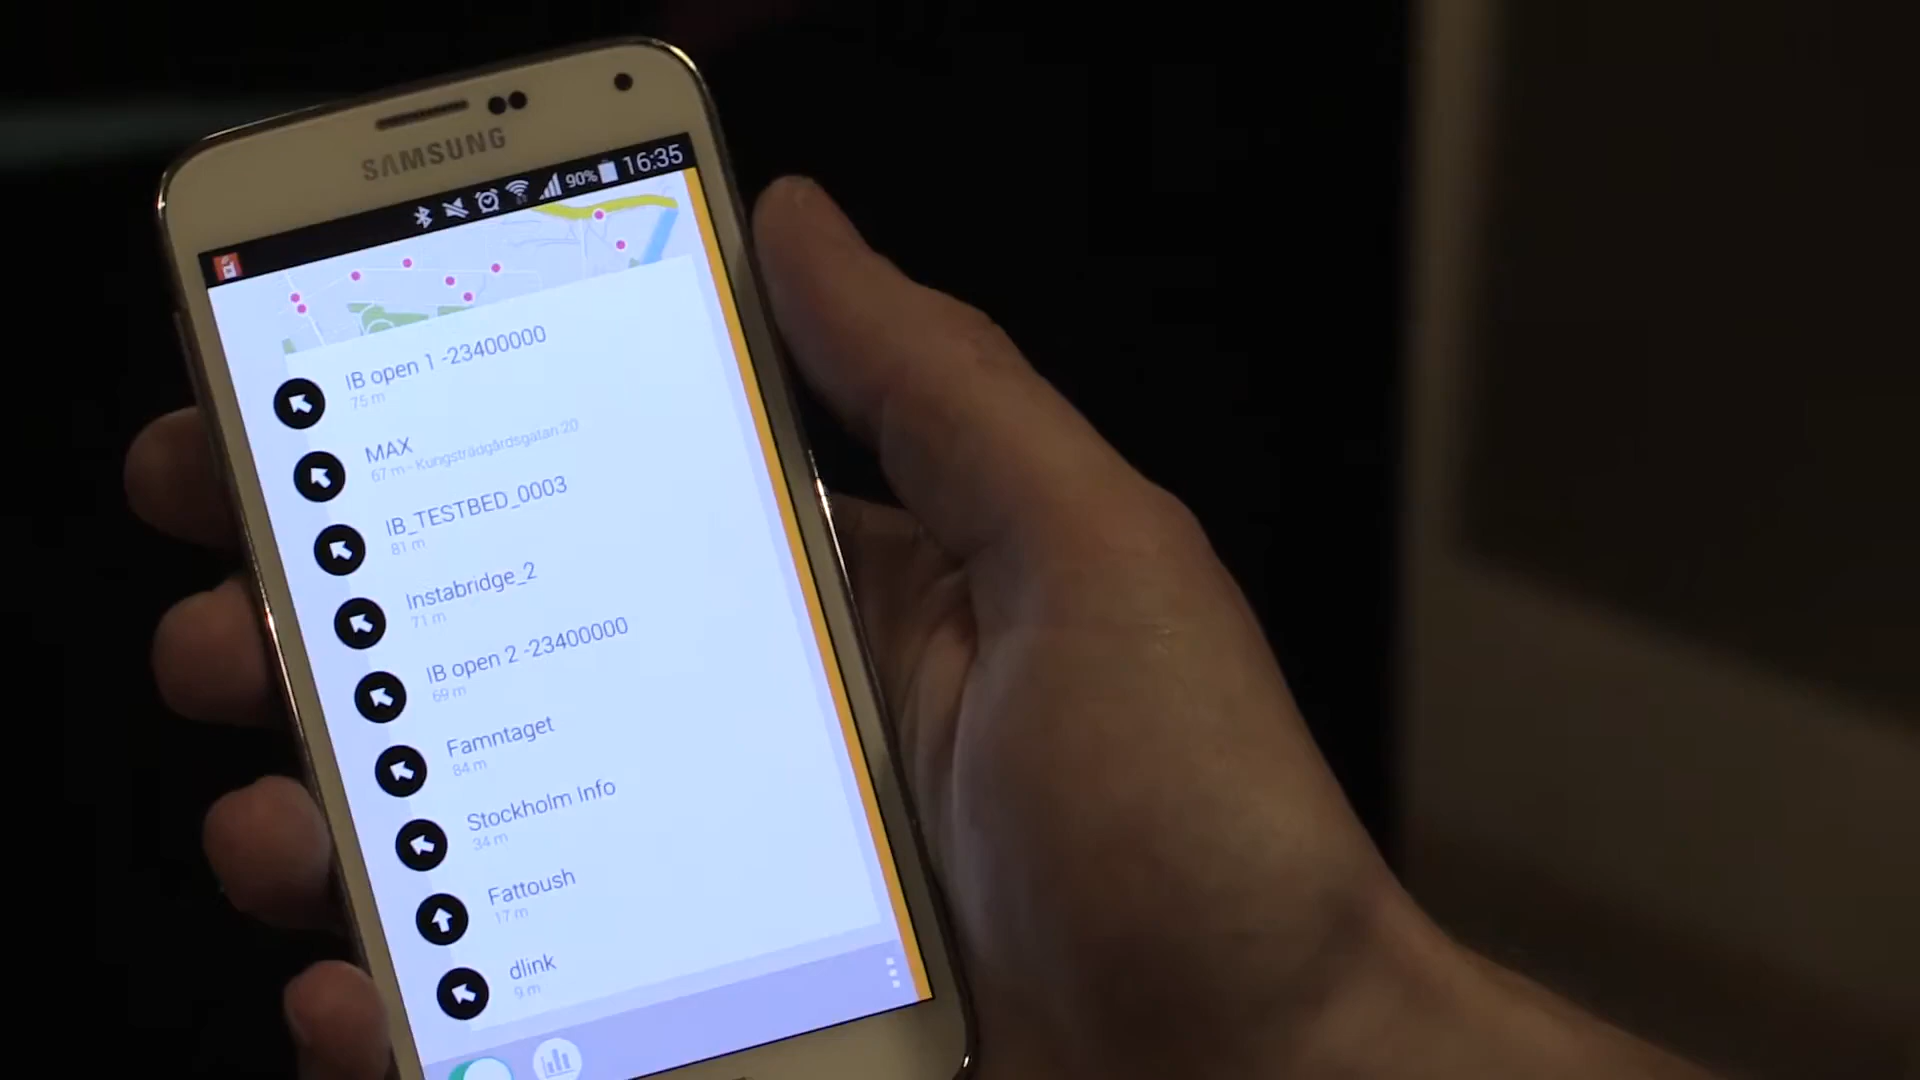 SAMSUNG
90% 16:35
IB open 1 -23400000
75 m
MAX
67 m - Kungsträdgårdsgatan 20
IB_TESTBED_0003
81 m
Instabridge_2
71 m
IB open 2 -23400000
69 m
Famntaget
84 m
Stockholm Info
34 m
Fattoush
17 m
dlink
9 m